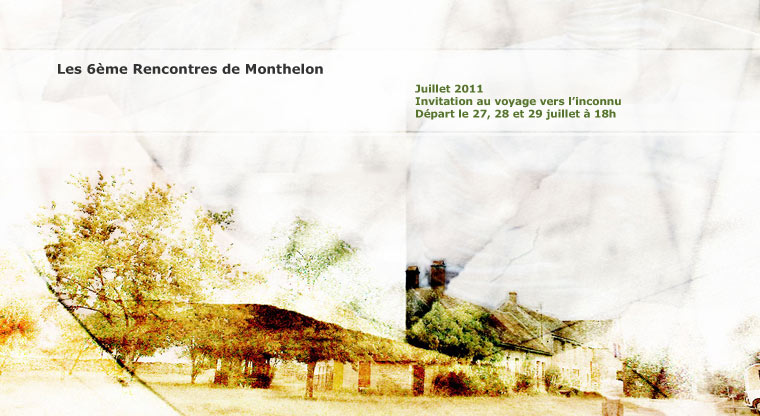 Les 6ème Rencontres de Monthelon
Juillet 2011
Invitation au voyage vers l'inconnu
Départ le 27, 28 et 29 juillet à 18h